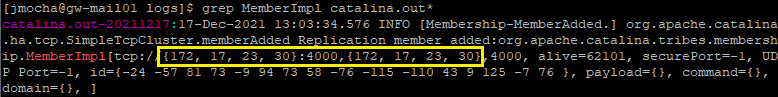 [jmocha@gw-mail01 logs]$ grep MemberImpl catalina.out*
catalina.out-20211217:17-Dec-2021 13:03:34.576 INFO [Membership-MemberAdded.] org.apache.catalina
.ha.tcp.SimpleTcpCluster.memberAdded Replication member added:org.apache.catalina.tribes.membersh
ip.MemberImpl[tcp://{172, 17, 23, 30}:4000,{172, 17, 23, 30},4000, alive=62101, securePort=-1, UD
P Port=-1, id={-24 -57 81 73 -9 94 73 58 -76 -115 -110 43 9 125 -7 76 }, payload={}, command={},
domain={}, ]